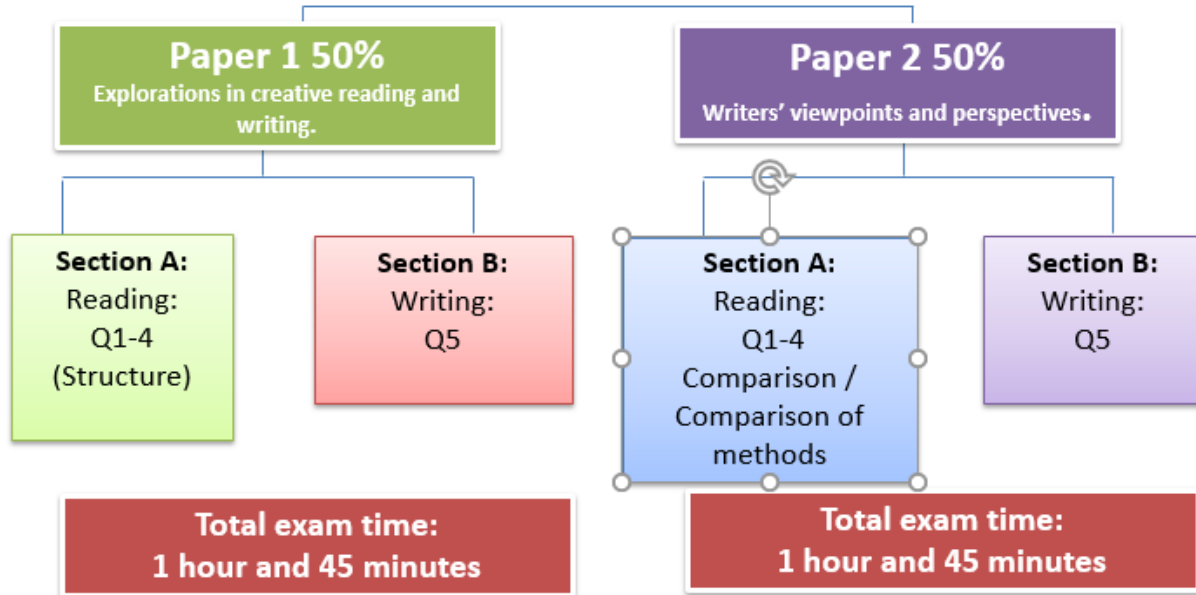 Paper 1 50%
Explorations in creative reading and
writing.
Paper 2 50%
Writers' viewpoints and perspectives.
Section A:
Reading:
Q1-4
(Structure)
Section B:
Writing:
Q5
Section A:
Reading:
Q1-4
Comparison /
Comparison of
methods
Section B:
Writing:
Q5
Total exam time:
1 hour and 45 minutes
Total exam time:
1 hour and 45 minutes